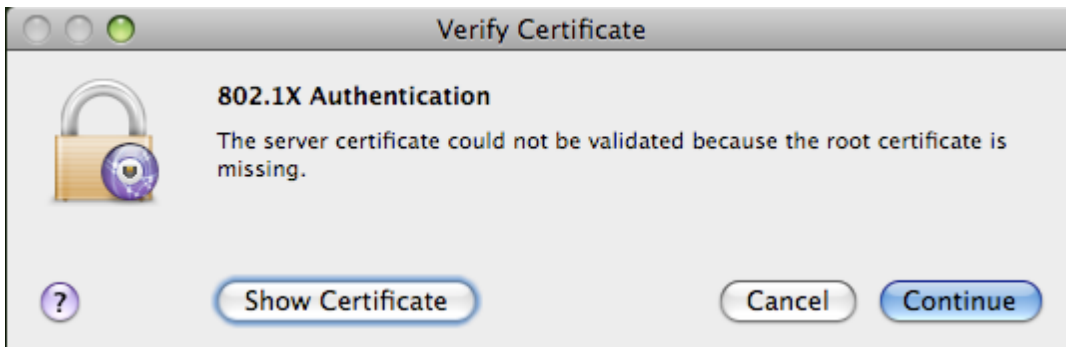 Verify Certificate
802.1X Authentication
The server certificate could not be validated because the root certificate is
missing.
?
Show Certificate
Cancel
Continue